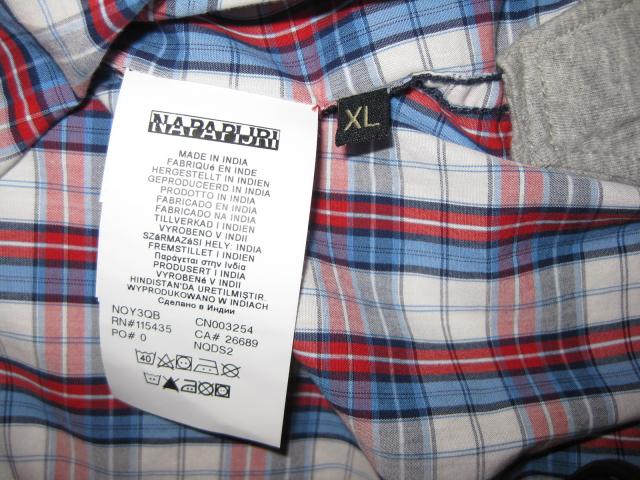 NAPAPIJRI
XL
MADE IN INDIA
FABRIQUé EN INDE
HERGESTELLT IN INDIEN
GEPRODUCEERD IN INDIA
PRODOTTO IN INDIA
FABRICADO EN INDIA
FABRICADO NA INDIA
TILLVERKAD I INDIEN
VYROBENO V INDII
SZáRMAZáSI HELY: INDIA
FREMSTILLET I INDIEN
Παράγεται στην Ινδία
PRODUSERT I INDIA
VYROBENé V INDII
HINDISTAN'DA URETILMISTIR
WYPRODUKOWANO W INDIACH
Сделано в Индии
NOY3QB CN003254
RN#115435 CA# 26689
PO# 0 NQDS2
40